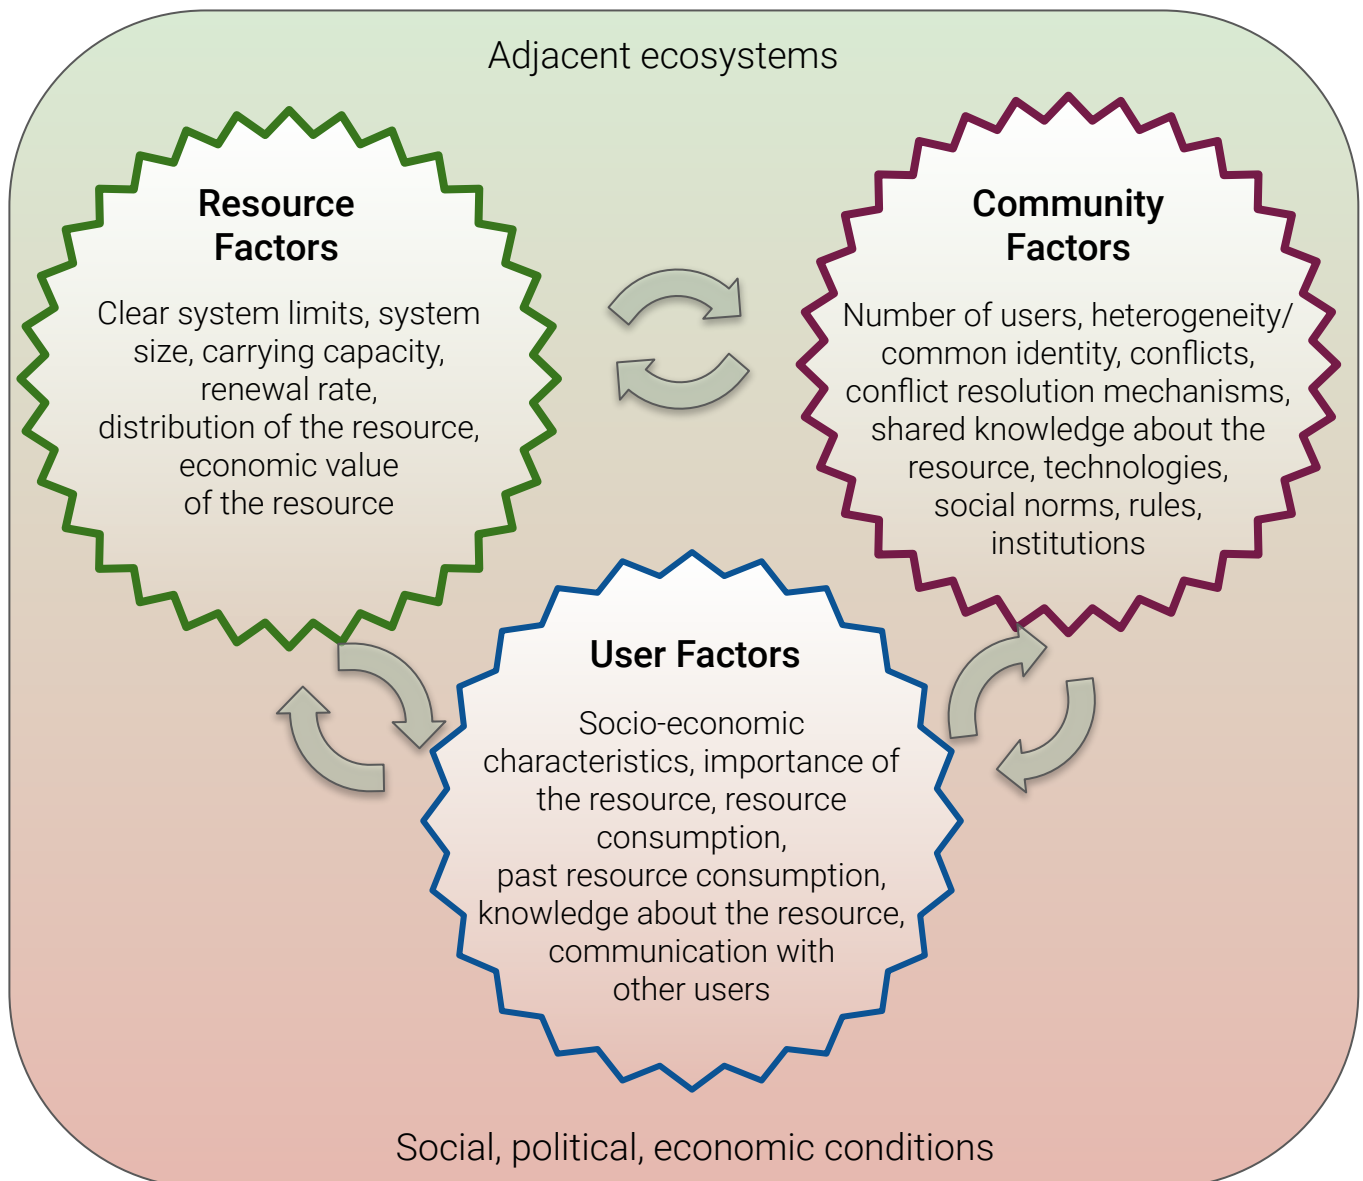 Adjacent ecosystems
Resource
Factors
Clear system limits, system
size, carrying capacity,
renewal rate,
distribution of the resource,
economic value
of the resource
Community
Factors
Number of users, heterogeneity/
common identity, conflicts,
conflict resolution mechanisms,
shared knowledge about the
resource, technologies,
social norms, rules,
institutions
User Factors
Socio-economic
characteristics, importance of
the resource, resource
consumption,
past resource consumption,
knowledge about the resource,
communication with
other users
Social, political, economic conditions